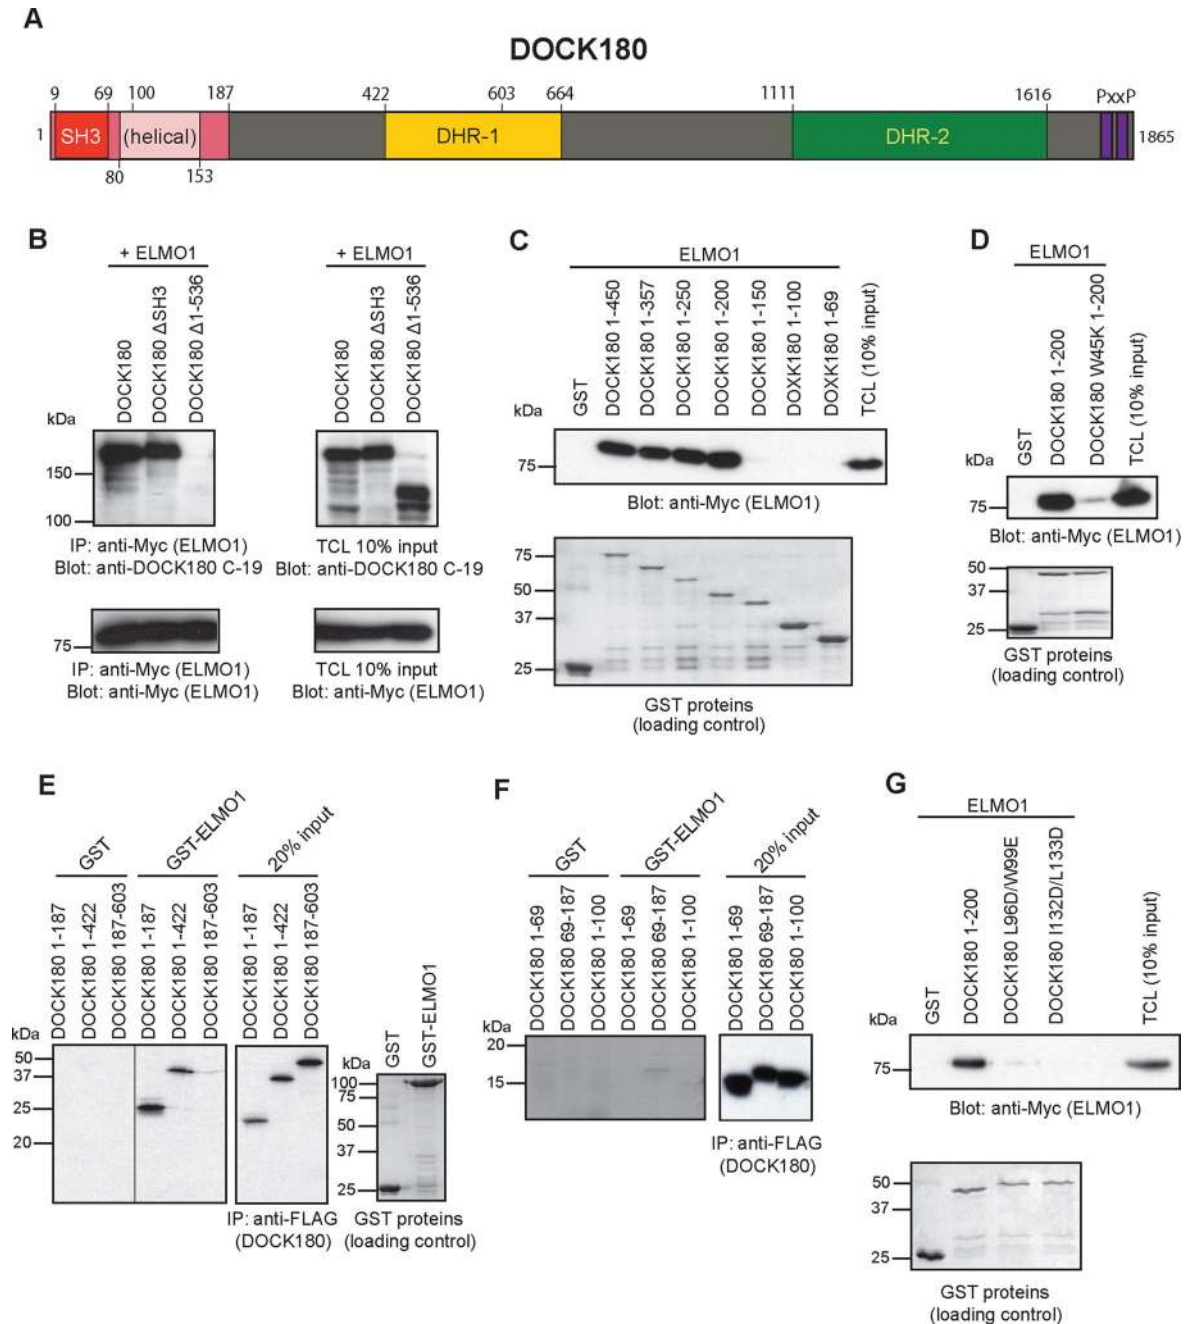 A
DOCK180
9 69 100 187 422 603 664 1111 1616 PxxP
1 SH3 (helical) DHR-1 DHR-2 1865
80 153
B
+ ELMO1
DOCK180
DOCK180 ΔSH3
DOCK180 Δ1-536
kDa
150
100
IP: anti-Myc (ELMO1)
Blot: anti-DOCK180 C-19
75
IP: anti-Myc (ELMO1)
Blot: anti-Myc (ELMO1)
+ ELMO1
DOCK180
DOCK180 ΔSH3
DOCK180 Δ1-536
TCL 10% input
Blot: anti-DOCK180 C-19
TCL 10% input
Blot: anti-Myc (ELMO1)
C
ELMO1
GST
DOCK180 1-450
DOCK180 1-357
DOCK180 1-250
DOCK180 1-200
DOCK180 1-150
DOXK180 1-100
DOXK180 1-69
TCL (10% input)
75
Blot: anti-Myc (ELMO1)
75
50
37
25
GST proteins
(loading control)
D
ELMO1
GST
DOCK180 1-200
DOCK180 W45K 1-200
TCL (10% input)
kDa
75
Blot: anti-Myc (ELMO1)
50
37
25
GST proteins
(loading control)
E
GST
GST-ELMO1
20% input
DOCK180 1-187
DOCK180 1-422
DOCK180 187-603
DOCK180 1-187
DOCK180 1-422
DOCK180 187-603
DOCK180 1-187
DOCK180 1-422
DOCK180 187-603
kDa
50
37
25
20
IP: anti-FLAG
(DOCK180)
GST
GST-ELMO1
kDa
100
75
50
37
25
GST proteins
(loading control)
F
GST
GST-ELMO1
20% input
DOCK180 1-69
DOCK180 69-187
DOCK180 1-100
DOCK180 1-69
DOCK180 69-187
DOCK180 1-100
DOCK180 1-69
DOCK180 69-187
DOCK180 1-100
kDa
20
15
IP: anti-FLAG
(DOCK180)
G
ELMO1
GST
DOCK180 1-200
DOCK180 L96D/W99E
DOCK180 I132D/L133D
TCL (10% input)
kDa
75
Blot: anti-Myc (ELMO1)
50
37
25
GST proteins
(loading control)